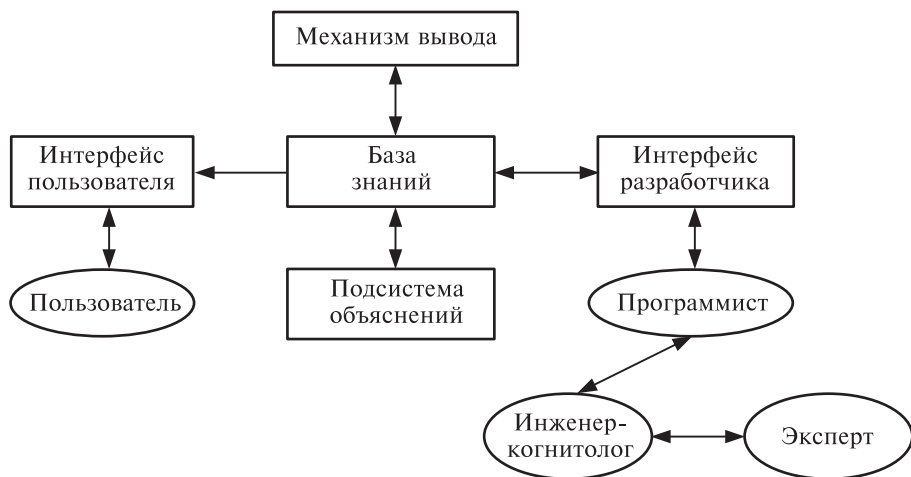 Механизм вывода
Интерфейс
пользователя
База
знаний
Интерфейс
разработчика
Пользователь
Подсистема
объяснений
Программист
Инженер-
когнитолог
Эксперт